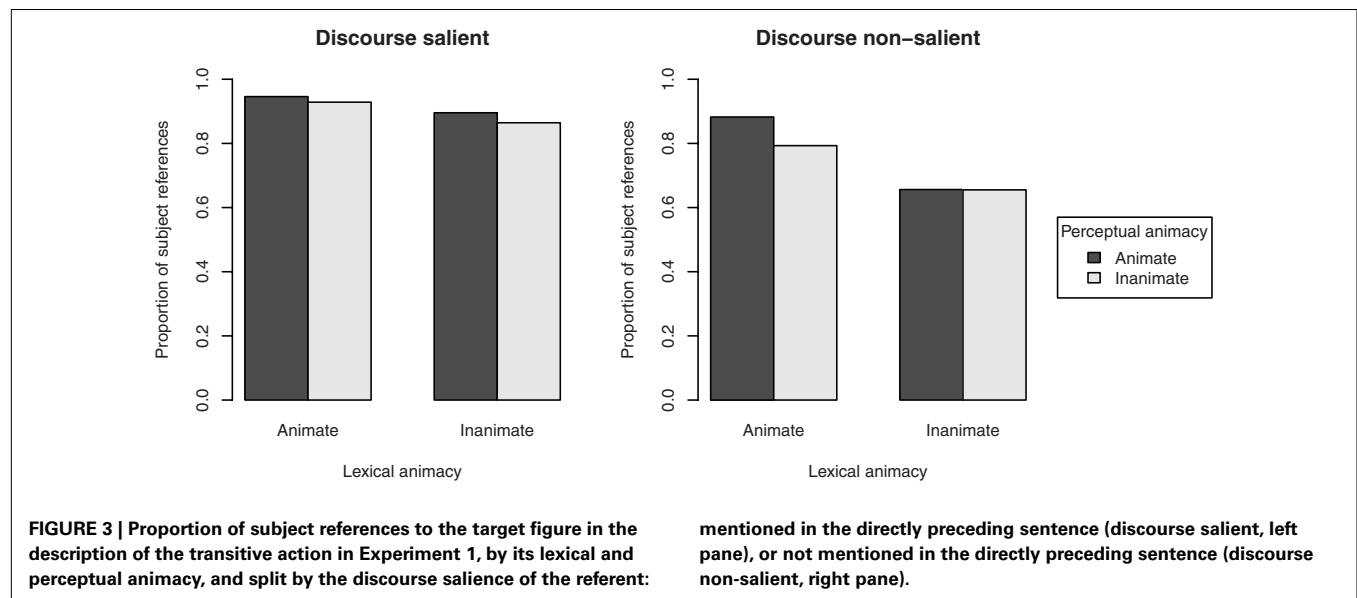 Discourse salient
Discourse non−salient
Proportion of subject references
0.0 0.2 0.4 0.6 0.8 1.0
Animate Inanimate
Lexical animacy
Proportion of subject references
0.0 0.2 0.4 0.6 0.8 1.0
Animate Inanimate
Lexical animacy
Perceptual animacy
Animate
Inanimate
FIGURE 3 | Proportion of subject references to the target figure in the
description of the transitive action in Experiment 1, by its lexical and
perceptual animacy, and split by the discourse salience of the referent:
mentioned in the directly preceding sentence (discourse salient, left
pane), or not mentioned in the directly preceding sentence (discourse
non-salient, right pane).